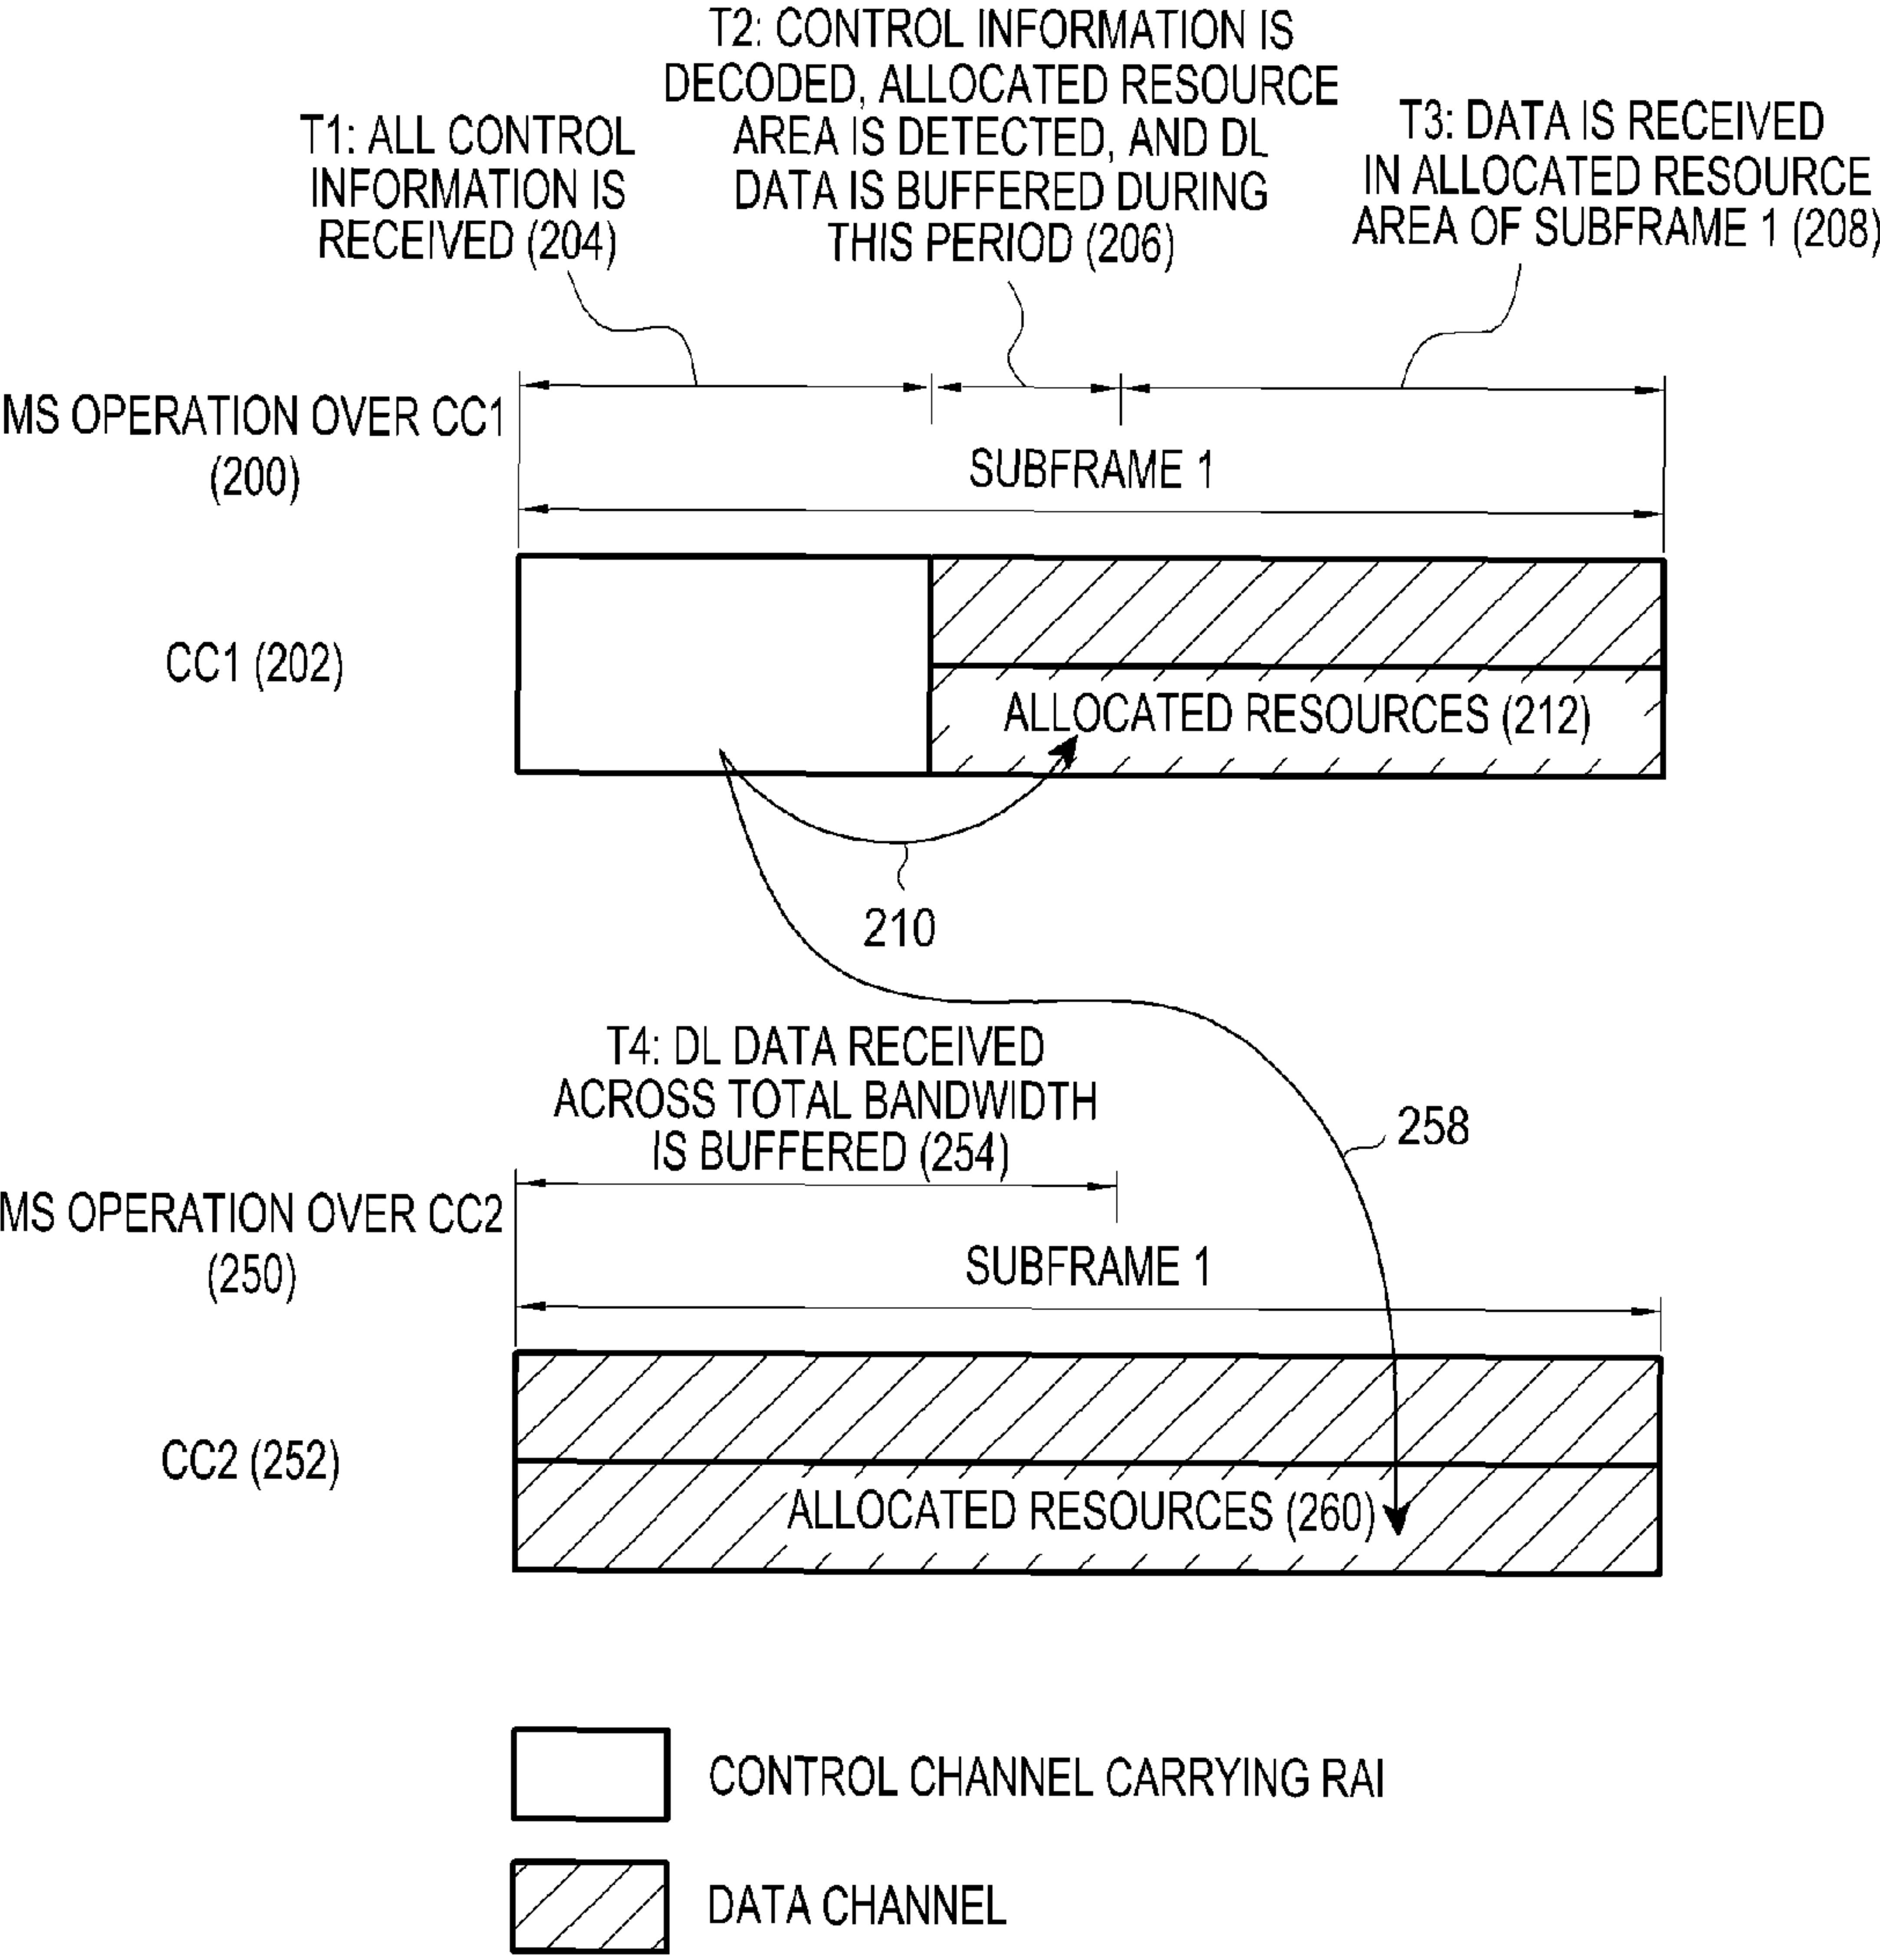 T2: CONTROL INFORMATION IS
DECODED, ALLOCATED RESOURCE
AREA IS DETECTED, AND DL
DATA IS BUFFERED DURING
THIS PERIOD (206)
T1: ALL CONTROL
INFORMATION IS
RECEIVED (204)
T3: DATA IS RECEIVED
IN ALLOCATED RESOURCE
AREA OF SUBFRAME 1 (208)
MS OPERATION OVER CC1
(200)
SUBFRAME 1
CC1 (202)
ALLOCATED RESOURCES (212)
210
T4: DL DATA RECEIVED
ACROSS TOTAL BANDWIDTH
IS BUFFERED (254)
258
MS OPERATION OVER CC2
(250)
SUBFRAME 1
CC2 (252)
ALLOCATED RESOURCES (260)
CONTROL CHANNEL CARRYING RAI
DATA CHANNEL